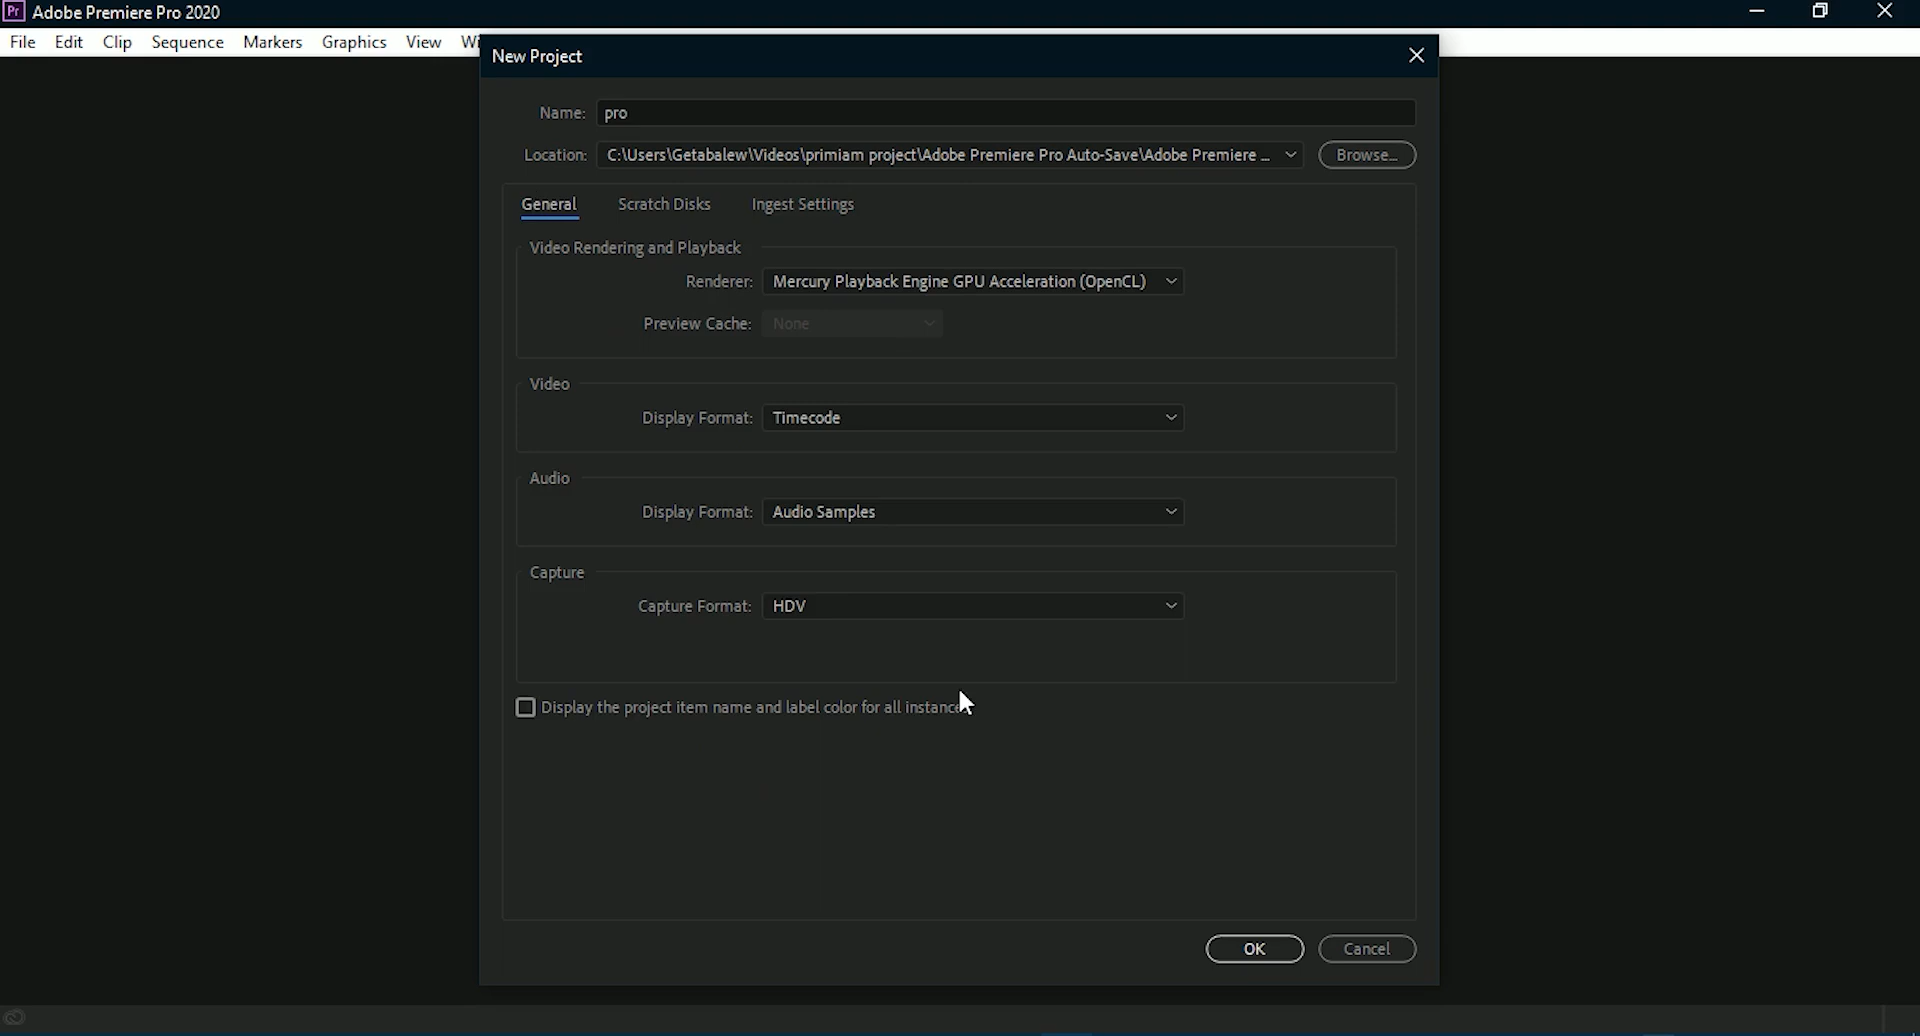 Pr Adobe Premiere Pro 2020
File Edit Clip Sequence Markers Graphics View
New Project
Name: pro
Location: C:\Users\Getabalew\Videos\primiam project\Adobe Premiere Pro Auto-Save\Adobe Premiere ... Browse...
General Scratch Disks Ingest Settings
Video Rendering and Playback
Renderer: Mercury Playback Engine GPU Acceleration (OpenCL)
Preview Cache: None
Video
Display Format: Timecode
Audio
Display Format: Audio Samples
Capture
Capture Format: HDV
Display the project item name and label color for all
OK Cancel